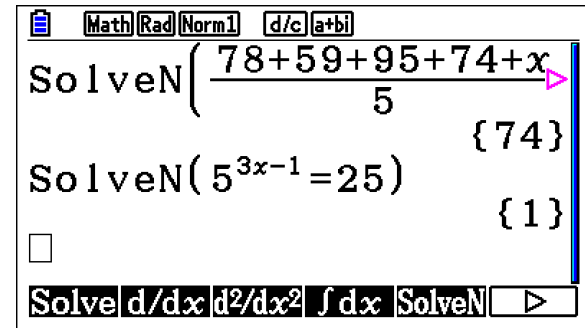 Math Rad Norm1 d/c a+bi
SolveN(78+59+95+74+x
5
{74}
SolveN(5^{3x-1}=25)
{1}
Solve d/dx d²/dx² ∫dx SolveN ▷